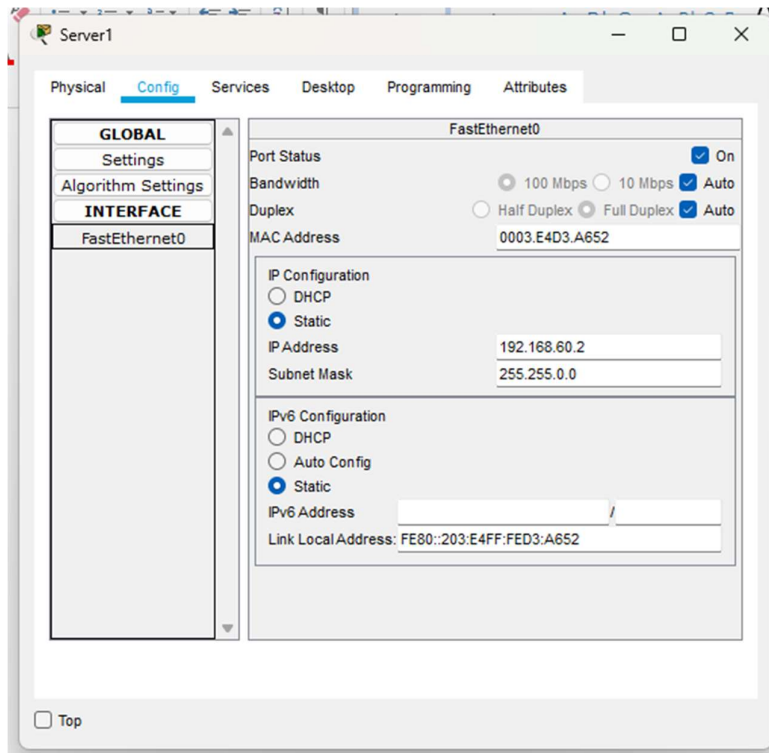 Server1
Physical Config Services Desktop Programming Attributes
GLOBAL
Settings
Algorithm Settings
INTERFACE
FastEthernet0
FastEthernet0
Port Status On
Bandwidth 100 Mbps 10 Mbps Auto
Duplex Half Duplex Full Duplex Auto
MAC Address 0003.E4D3.A652
IP Configuration
DHCP
Static
IP Address 192.168.60.2
Subnet Mask 255.255.0.0
IPv6 Configuration
DHCP
Auto Config
Static
IPv6 Address /
Link Local Address: FE80::203:E4FF:FED3:A652
Top